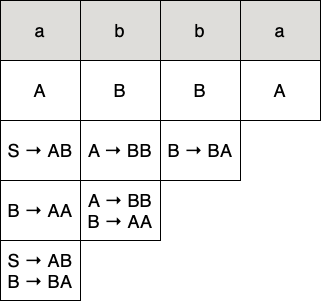 a b b a
A B B A
S → AB A → BB B → BA
B → AA A → BB
B → AA
S → AB
B → BA